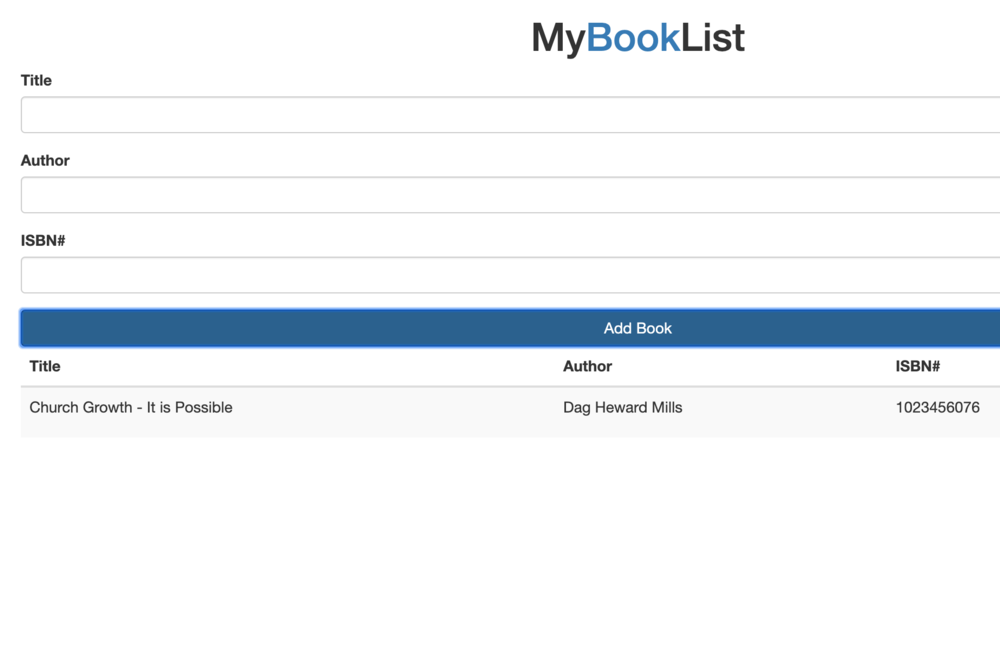 MyBookList
Title
Author
ISBN#
Add Book
Title Author ISBN#
Church Growth - It is Possible Dag Heward Mills 1023456076